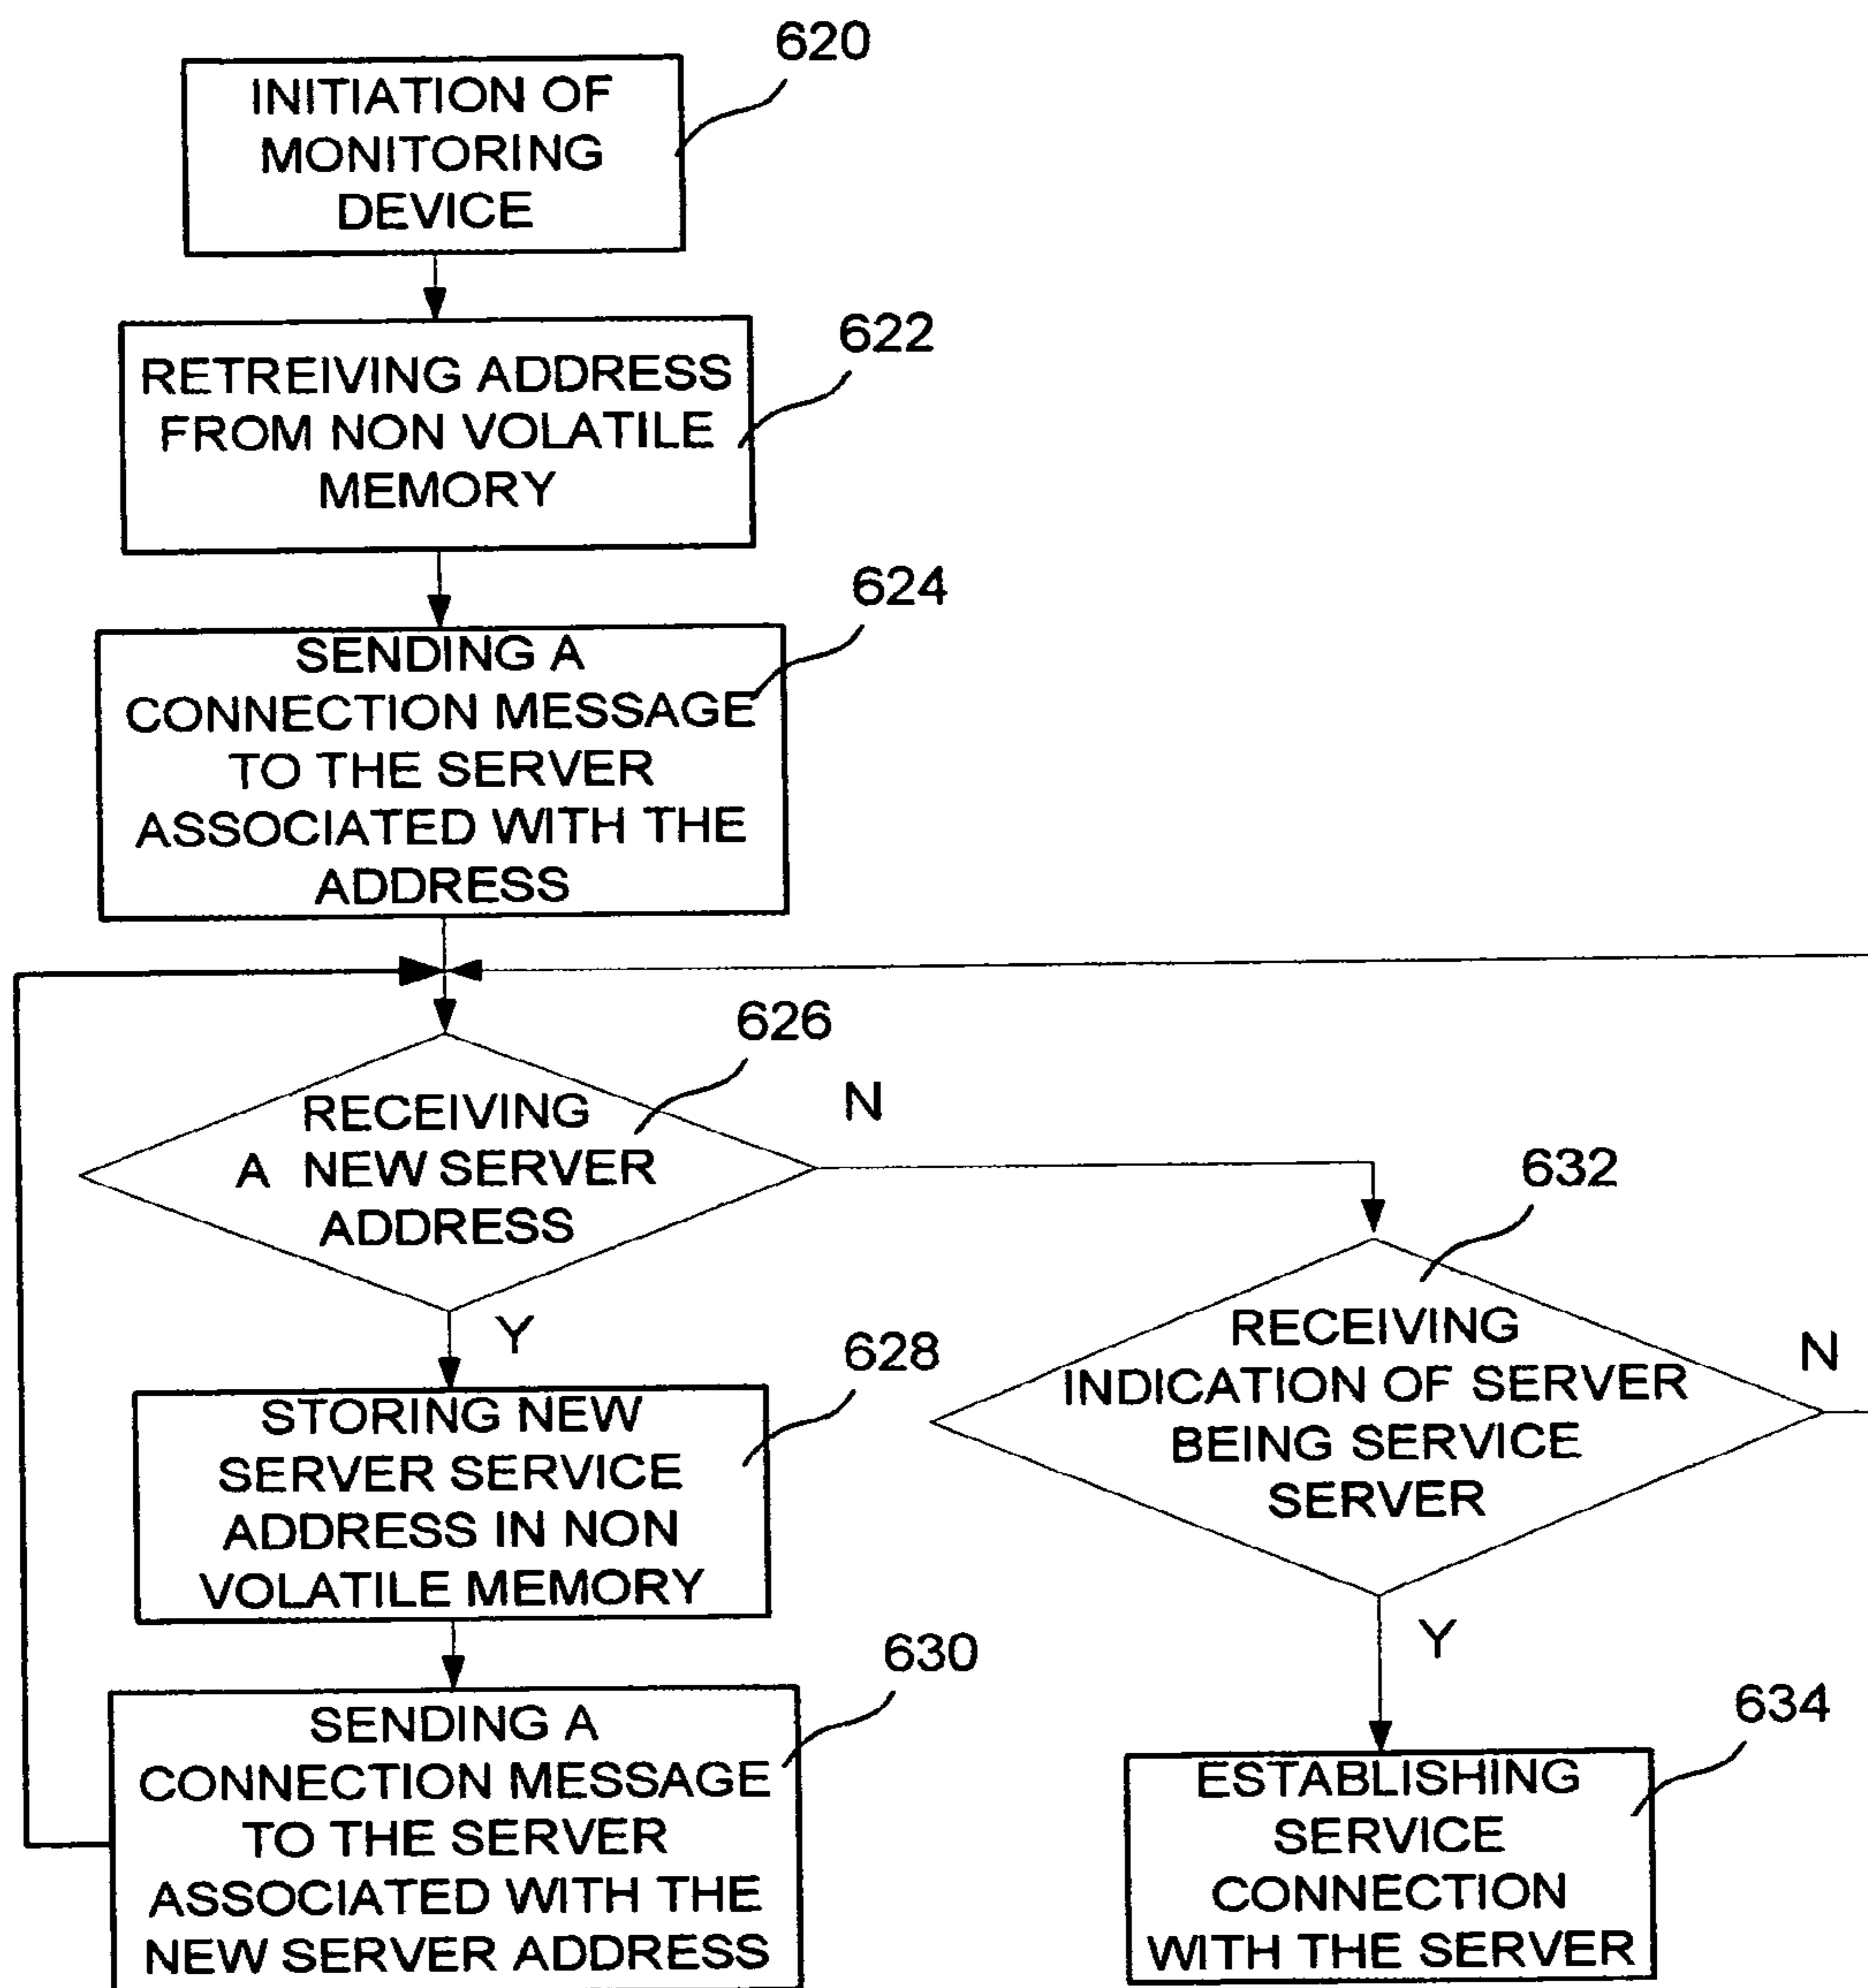 620
INITIATION OF
MONITORING
DEVICE
622
RETREIVING ADDRESS
FROM NON VOLATILE
MEMORY
624
SENDING A
CONNECTION MESSAGE
TO THE SERVER
ASSOCIATED WITH THE
ADDRESS
626
N
RECEIVING
A NEW SERVER
ADDRESS
Y
632
RECEIVING
INDICATION OF SERVER
BEING SERVICE
SERVER
N
Y
628
STORING NEW
SERVER SERVICE
ADDRESS IN NON
VOLATILE MEMORY
630
SENDING A
CONNECTION MESSAGE
TO THE SERVER
ASSOCIATED WITH THE
NEW SERVER ADDRESS
634
ESTABLISHING
SERVICE
CONNECTION
WITH THE SERVER